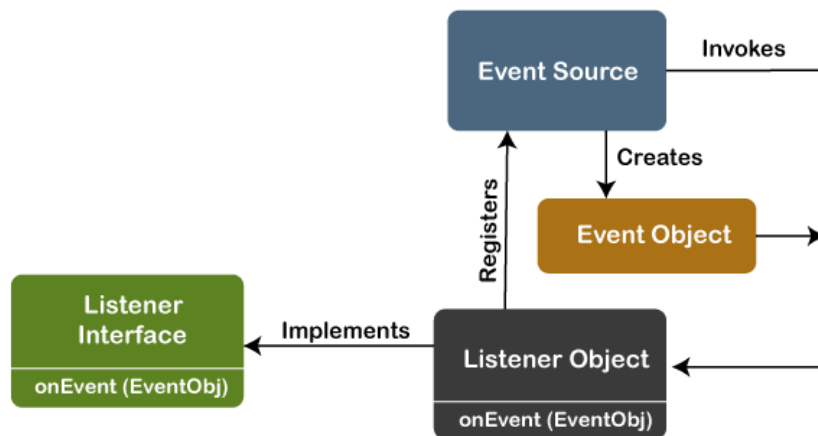 Event Source
Invokes
Creates
Registers
Event Object
Listener
Interface
onEvent (EventObj)
Implements
Listener Object
onEvent (EventObj)